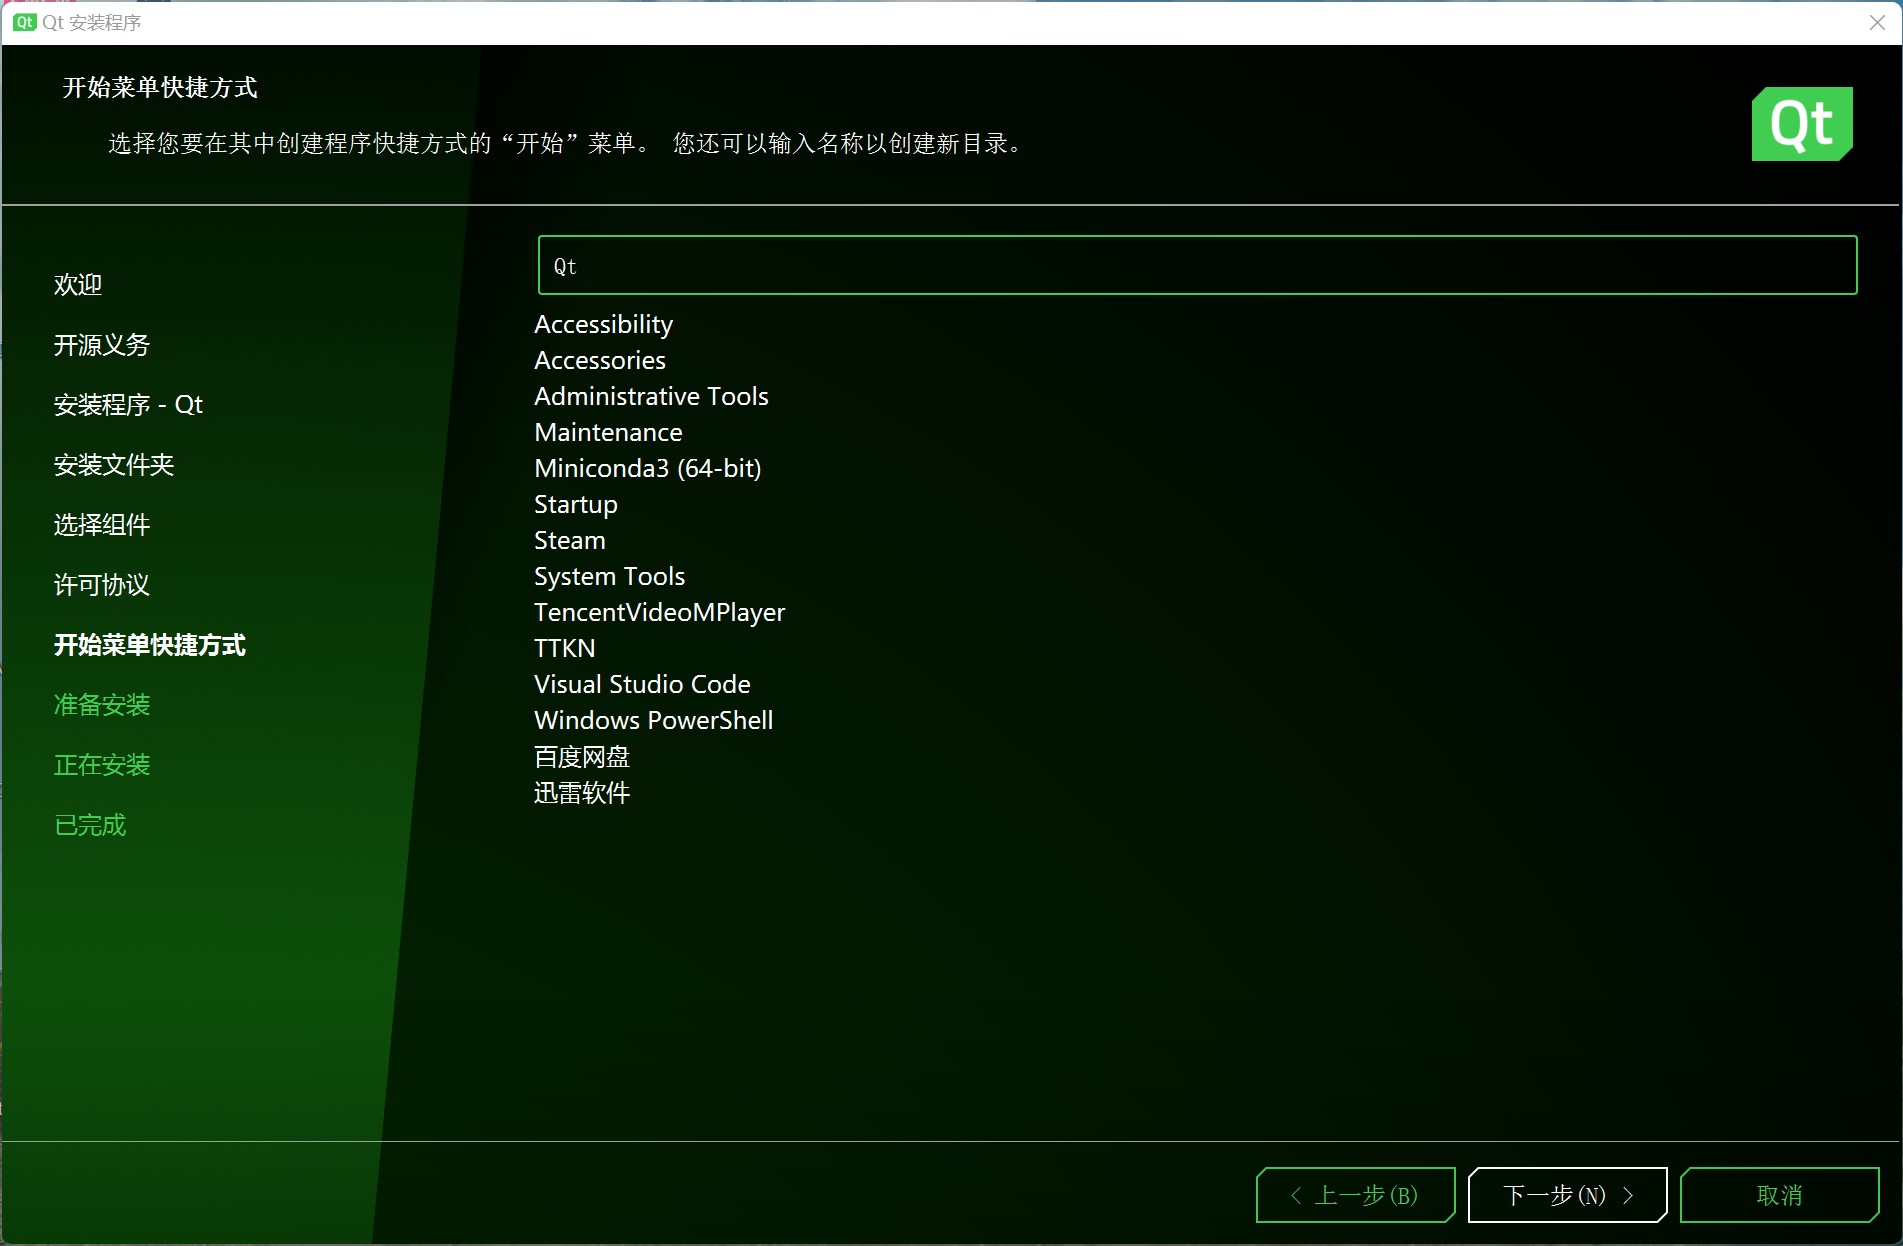 Qt Qt 安装程序
开始菜单快捷方式
选择您要在其中创建程序快捷方式的“开始”菜单。 您还可以输入名称以创建新目录。
Qt
欢迎
开源义务
安装程序 - Qt
安装文件夹
选择组件
许可协议
开始菜单快捷方式
准备安装
正在安装
已完成
Qt
Accessibility
Accessories
Administrative Tools
Maintenance
Miniconda3 (64-bit)
Startup
Steam
System Tools
TencentVideoMPlayer
TTKN
Visual Studio Code
Windows PowerShell
百度网盘
迅雷软件
上一步(B)
下一步(N)
取消